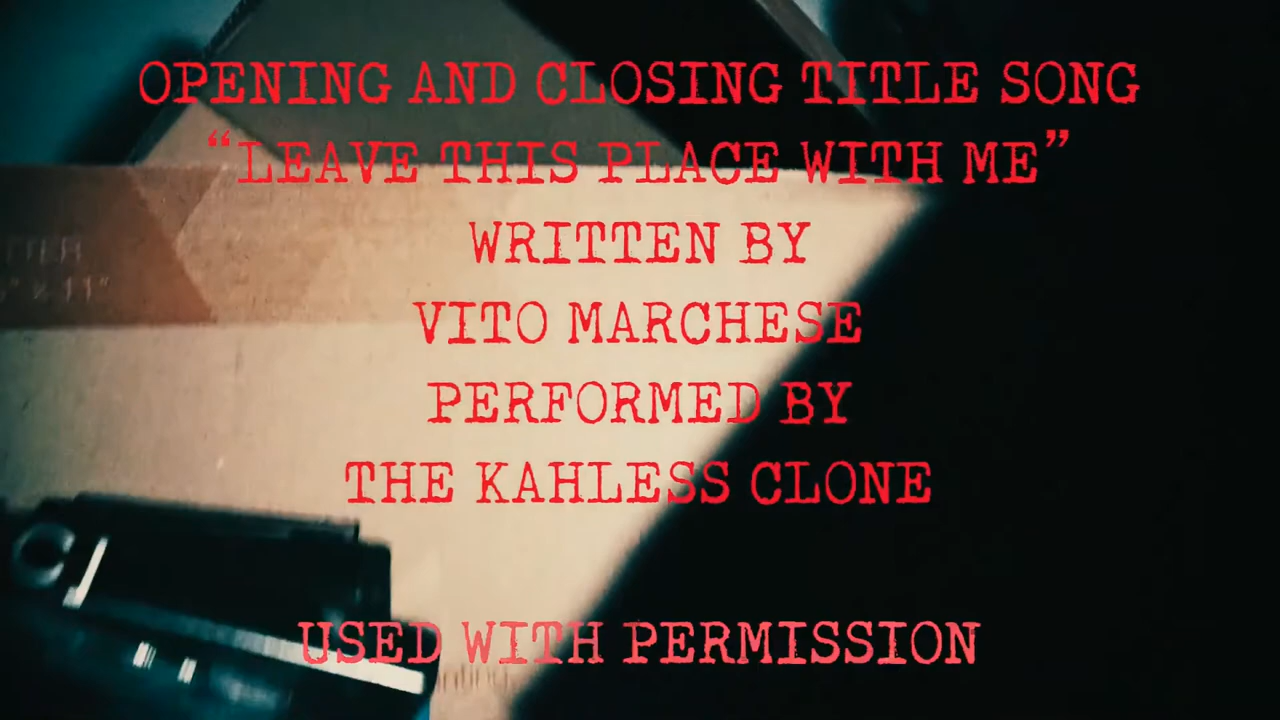 OPENING AND CLOSING TITLE SONG
“LEAVE THIS PLACE WITH ME”
WRITTEN BY
VITO MARCHESE
PERFORMED BY
THE KAHLESS CLONE
USED WITH PERMISSION